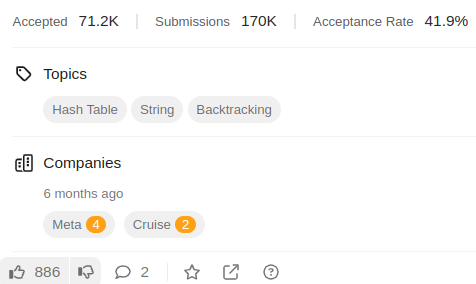 Accepted 71.2K Submissions 170K Acceptance Rate 41.9%
Topics
Hash Table String Backtracking
Companies
6 months ago
Meta 4 Cruise 2
886 2